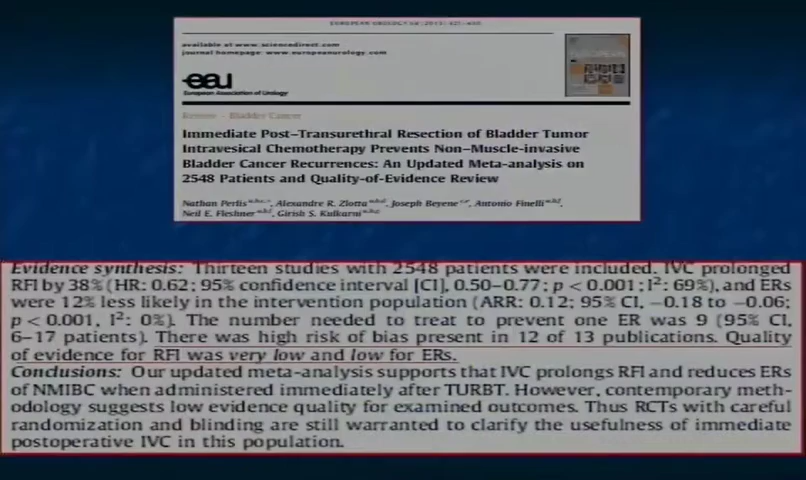 available at www.sciencedirect.com
journal homepage: www.europeanurology.com
eau
European Association of Urology
Review – Bladder Cancer
Immediate Post–Transurethral Resection of Bladder Tumor
Intravesical Chemotherapy Prevents Non–Muscle-invasive
Bladder Cancer Recurrences: An Updated Meta-analysis on
2548 Patients and Quality-of-Evidence Review
Nathan Perlis, Alexandre R. Zlotta, Joseph Beyene, Antonio Finelli,
Neil E. Fleshner, Girish S. Kulkarni
Evidence synthesis: Thirteen studies with 2548 patients were included. IVC prolonged
RFI by 38% (HR: 0.62; 95% confidence interval [CI], 0.50-0.77; p < 0.001; I²: 69%), and ERs
were 12% less likely in the intervention population (ARR: 0.12; 95% CI, −0.18 to −0.06;
p < 0.001, I²: 0%). The number needed to treat to prevent one ER was 9 (95% CI,
6–17 patients). There was high risk of bias present in 12 of 13 publications. Quality
of evidence for RFI was very low and low for ERs.
Conclusions: Our updated meta-analysis supports that IVC prolongs RFI and reduces ERs
of NMIBC when administered immediately after TURBT. However, contemporary meth-
odology suggests low evidence quality for examined outcomes. Thus RCTs with careful
randomization and blinding are still warranted to clarify the usefulness of immediate
postoperative IVC in this population.